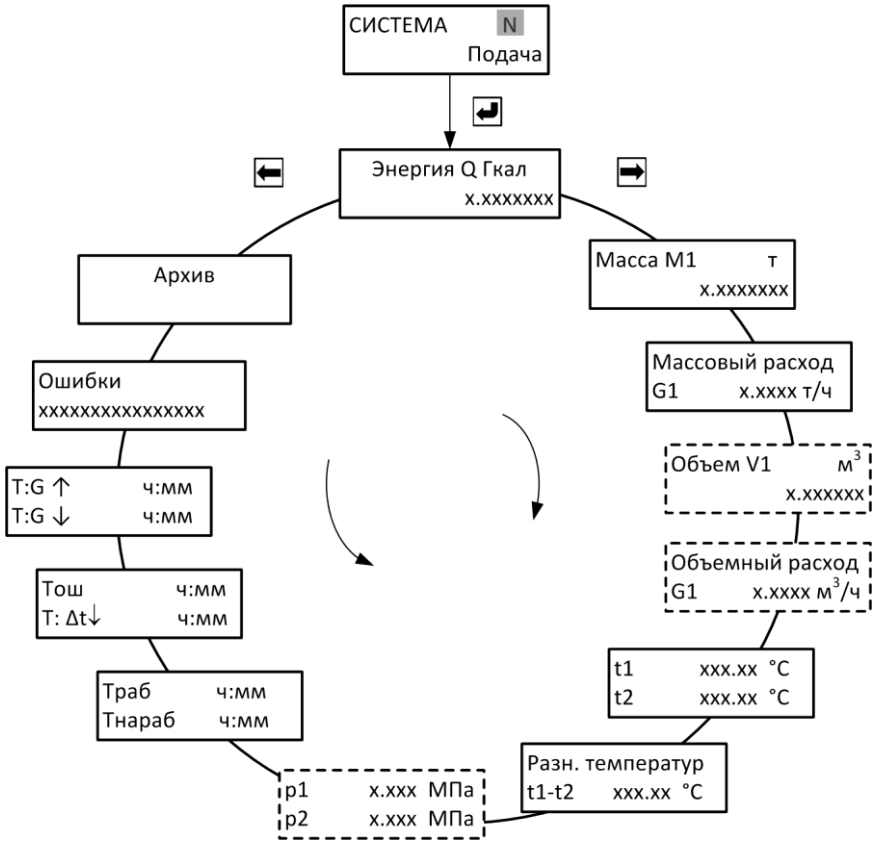 СИСТЕМА N
Подача
Энергия Q Гкал
x.xxxxxxx
Масса М1 т
x.xxxxxxx
Массовый расход
G1 x.xxxx т/ч
Объем V1 м³
x.xxxxxx
Объемный расход
G1 x.xxxx м³/ч
t1 xxx.xx °C
t2 xxx.xx °C
Разн. температур
t1-t2 xxx.xx °C
p1 x.xxx МПа
p2 x.xxx МПа
Траб ч:мм
Тнараб ч:мм
Тош ч:мм
Т: Δt↓ ч:мм
T:G ↑ ч:мм
T:G ↓ ч:мм
Ошибки
xxxxxxxxxxxxxxxx
Архив